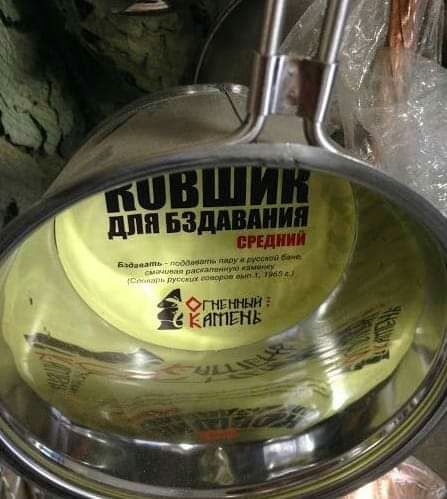 КОВШИК
ДЛЯ БЗДАВАНИЯ
СРЕДНИЙ
Бздавать - поддавать пару в русской бане,
смачивая раскаленную каменку
(Словарь русских говоров вып.1, 1965 г.)
ОГНЕННЫЙ
КАМЕНЬ